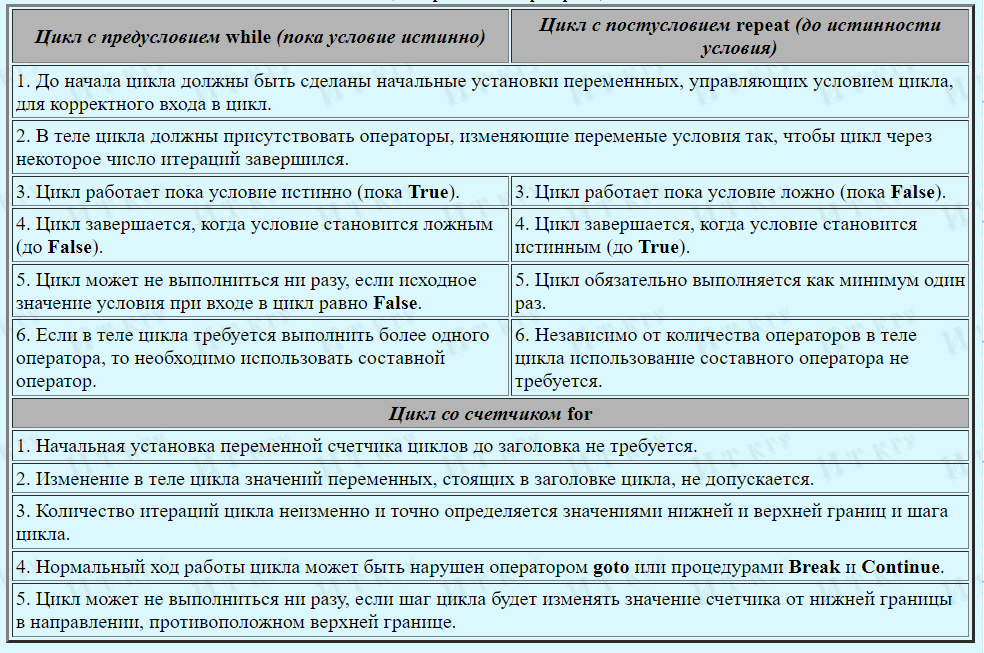 Цикл с предусловием while (пока условие истинно)
Цикл с постусловием repeat (до истинности
условия)
1. До начала цикла должны быть сделаны начальные установки переменнных, управляющих условием цикла,
для корректного входа в цикл.
2. В теле цикла должны присутствовать операторы, изменяющие переменые условия так, чтобы цикл через
некоторое число итераций завершился.
3. Цикл работает пока условие истинно (пока True).
3. Цикл работает пока условие ложно (пока False).
4. Цикл завершается, когда условие становится ложным
(до False).
4. Цикл завершается, когда условие становится
истинным (до True).
5. Цикл может не выполниться ни разу, если исходное
значение условия при входе в цикл равно False.
5. Цикл обязательно выполняется как минимум один
раз.
6. Если в теле цикла требуется выполнить более одного
оператора, то необходимо использовать составной
оператор.
6. Независимо от количества операторов в теле
цикла использование составного оператора не
требуется.
Цикл со счетчиком for
1. Начальная установка переменной счетчика циклов до заголовка не требуется.
2. Изменение в теле цикла значений переменных, стоящих в заголовке цикла, не допускается.
3. Количество итераций цикла неизменно и точно определяется значениями нижней и верхней границ и шага
цикла.
4. Нормальный ход работы цикла может быть нарушен оператором goto или процедурами Break и Continue.
5. Цикл может не выполниться ни разу, если шаг цикла будет изменять значение счетчика от нижней границы
в направлении, противоположном верхней границе.